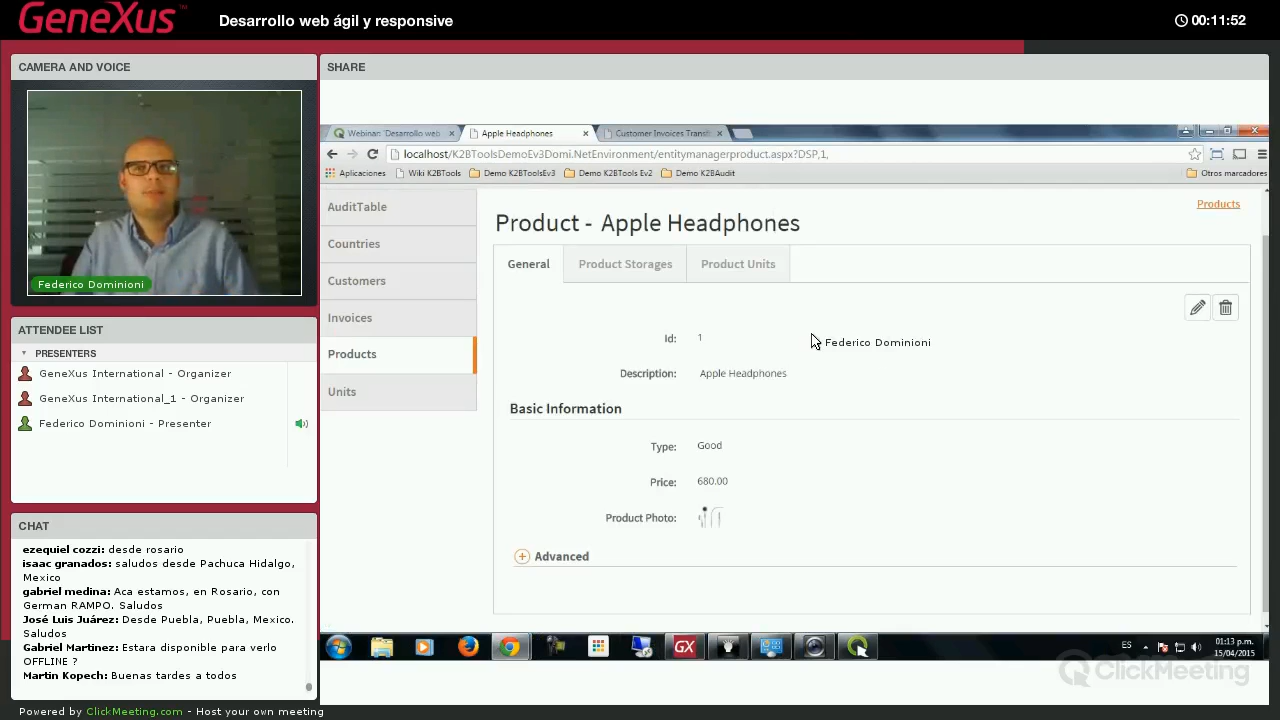 GeneXus™
Desarrollo web ágil y responsive
00:11:52
CAMERA AND VOICE
Federico Dominioni
ATTENDEE LIST
PRESENTERS
GeneXus International - Organizer
GeneXus International_1 - Organizer
Federico Dominioni - Presenter
CHAT
ezequiel cozzi: desde rosario
isaac granados: saludos desde Pachuca Hidalgo,
Mexico
gabriel medina: Aca estamos, en Rosario, con
German RAMPO. Saludos
José Luis Juárez: Desde Puebla, Puebla, Mexico.
Saludos
Gabriel Martinez: Estara disponible para verlo
OFFLINE ?
Martin Kopech: Buenas tardes a todos
Powered by ClickMeeting.com - Host your own meeting
SHARE
Webinar 'Desarrollo web
Apple Headphones
Customer Invoices Transf
localhost/K2BToolsDemoEv3Domi.NetEnvironment/entitymanagerproduct.aspx?DSP,1,
Aplicaciones
Wiki K2BTools
Demo K2BToolsEv3
Demo K2BTools Ev2
Demo K2BAudit
Otros marcadores
AuditTable
Countries
Customers
Invoices
Products
Units
Products
Product - Apple Headphones
General
Product Storages
Product Units
Id: 1
Federico Dominioni
Description: Apple Headphones
Basic Information
Type: Good
Price: 680.00
Product Photo:
Advanced
GX
ES
01:13 p.m.
15/04/2015
ClickMeeting